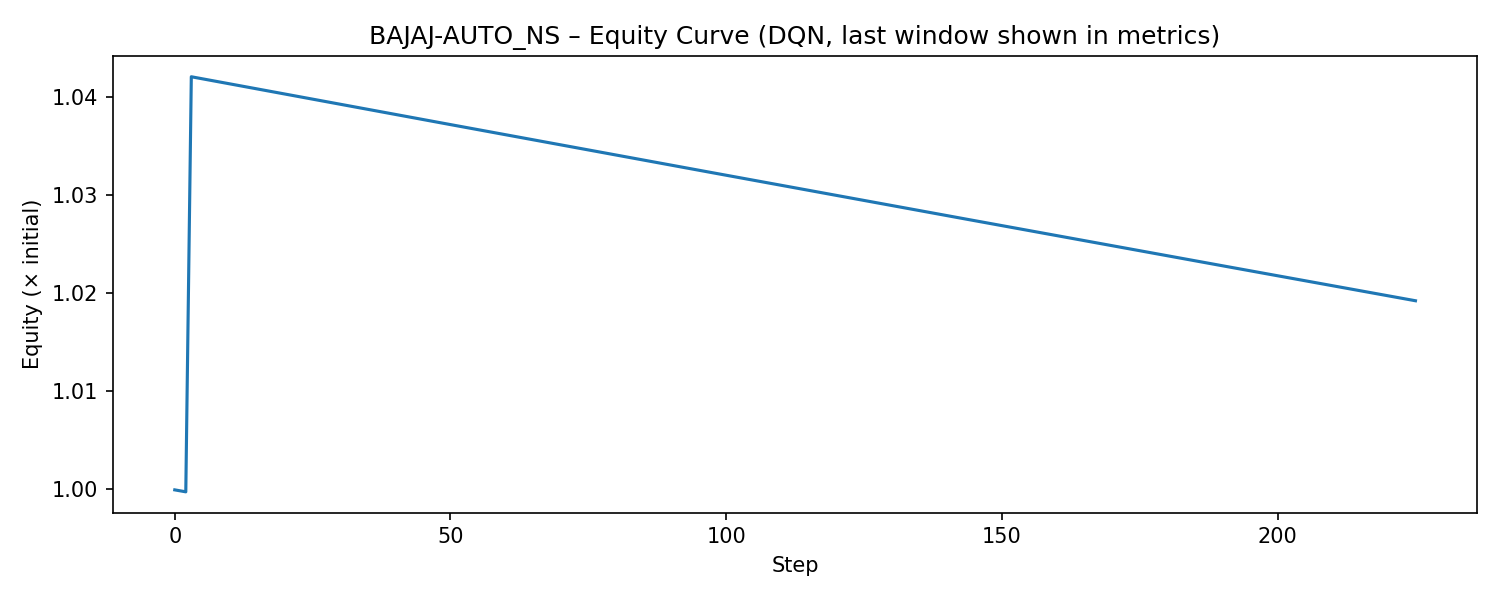 BAJAJ-AUTO_NS – Equity Curve (DQN, last window shown in metrics)
Equity (× initial)
1.04
1.03
1.02
1.01
1.00
0 50 100 150 200
Step